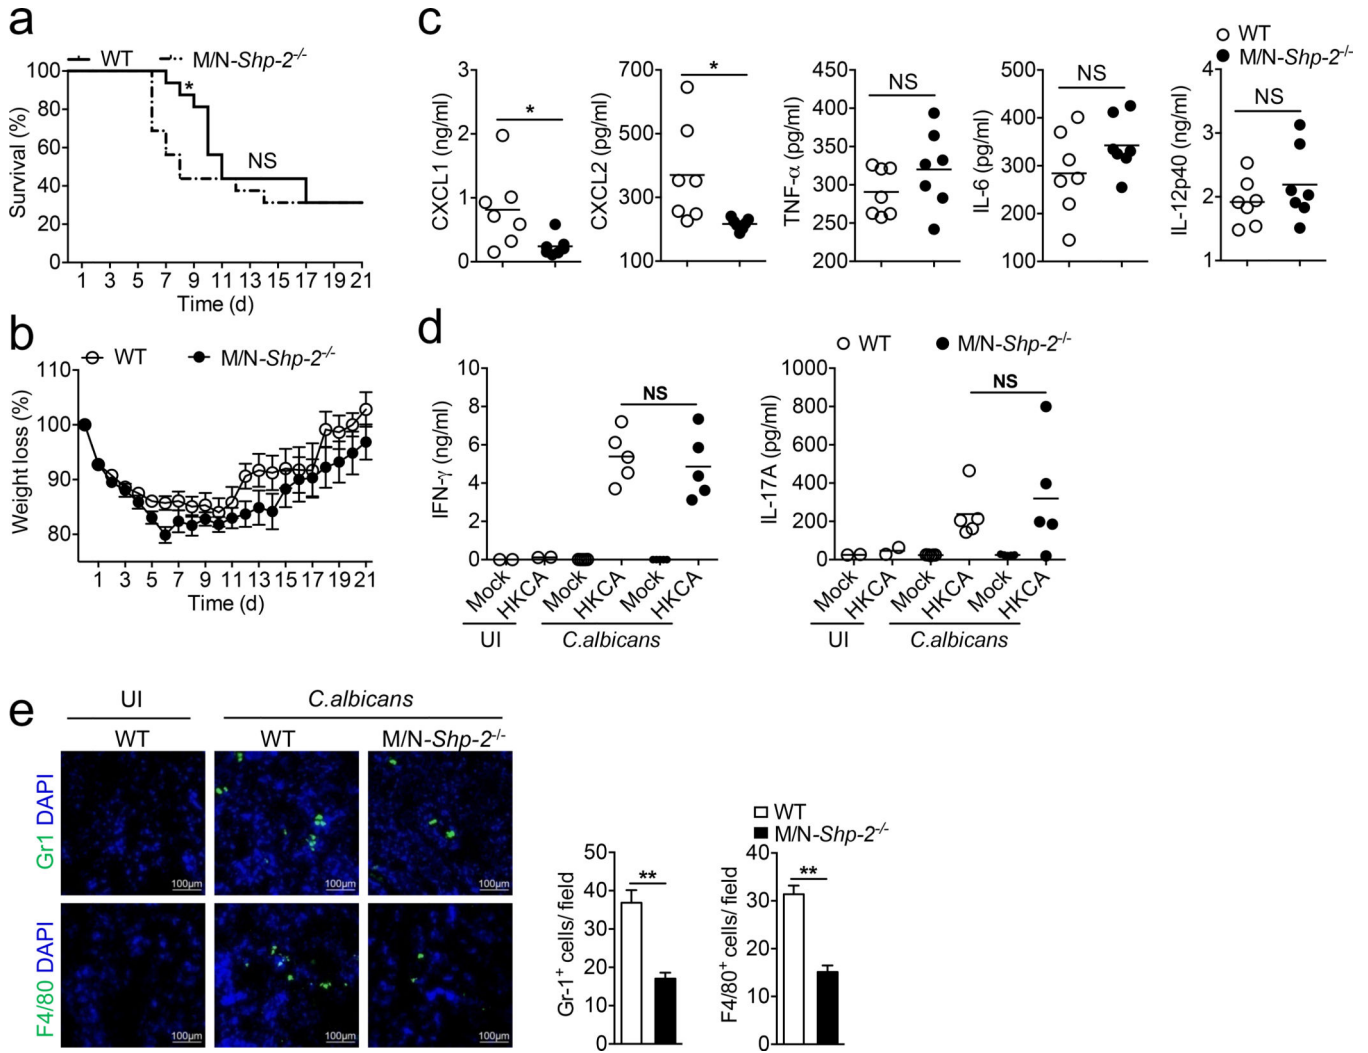 a
WT M/N-Shp-2-/-
Survival (%)
100
80
60
40
20
0
*
NS
1 3 5 7 9 11 13 15 17 19 21
Time (d)
b
WT M/N-Shp-2-/-
Weight loss (%)
110
100
90
80
1 3 5 7 9 11 13 15 17 19 21
Time (d)
c
WT
M/N-Shp-2-/-
CXCL1 (ng/ml)
3
2
1
0
*
CXCL2 (pg/ml)
700
500
300
100
*
TNF-α (pg/ml)
450
400
350
300
250
200
NS
IL-6 (pg/ml)
500
400
300
200
100
NS
IL-12p40 (ng/ml)
4
3
2
1
NS
d
WT M/N-Shp-2-/-
IFN-γ (ng/ml)
10
8
6
4
2
0
NS
Mock HKCA Mock HKCA Mock HKCA
UI C.albicans
IL-17A (pg/ml)
1000
800
600
400
200
0
NS
Mock HKCA Mock HKCA Mock HKCA
UI C.albicans
e
UI C.albicans
WT WT M/N-Shp-2-/-
Gr1 DAPI
100µm 100µm 100µm
F4/80 DAPI
100µm 100µm 100µm
WT
M/N-Shp-2-/-
Gr-1+ cells/ field
50
40
30
20
10
0
**
F4/80+ cells/ field
40
30
20
10
0
**